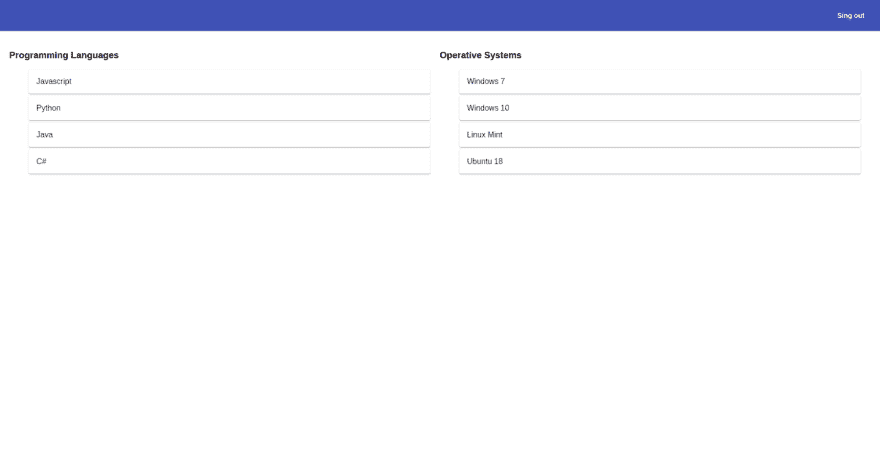 Sing out
Programming Languages
Javascript
Python
Java
C#
Operative Systems
Windows 7
Windows 10
Linux Mint
Ubuntu 18